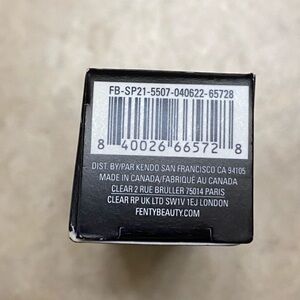 FB-SP21-5507-040622-65728
8 40026 66572 8
DIST. BY/PAR KENDO SAN FRANCISCO CA 94105
MADE IN CANADA/FABRIQUÉ AU CANADA
CLEAR 2 RUE BRULLER 75014 PARIS
CLEAR RP UK LTD SW1V 1EJ LONDON
FENTYBEAUTY.COM